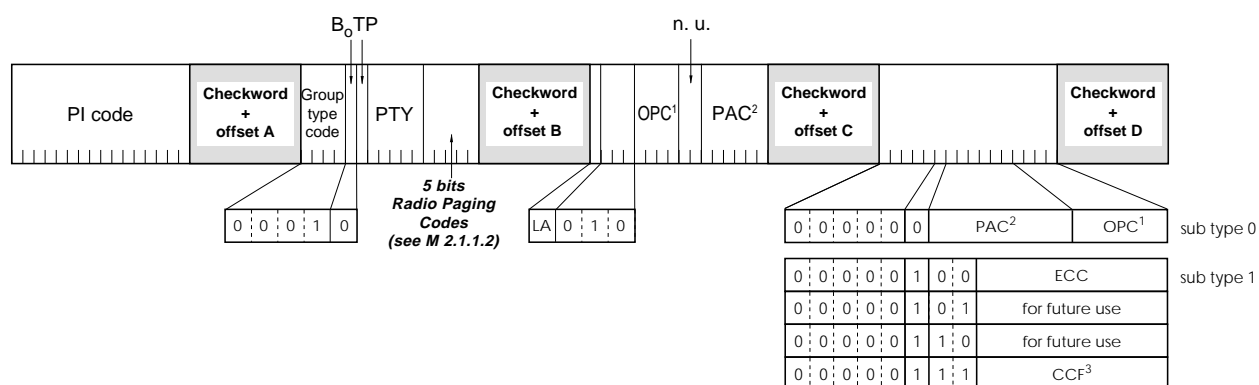 BoTP
n. u.
PI code
Checkword + offset A
Group type code
PTY
Checkword + offset B
OPC1
PAC2
Checkword + offset C
Checkword + offset D
5 bits
Radio Paging
Codes
(see M 2.1.1.2)
0 0 0 1 0
LA 0 1 0
0 0 0 0 0 0 PAC2 OPC1 sub type 0
0 0 0 0 0 1 0 0 ECC sub type 1
0 0 0 0 0 1 0 1 for future use
0 0 0 0 0 1 1 0 for future use
0 0 0 0 0 1 1 1 CCF3